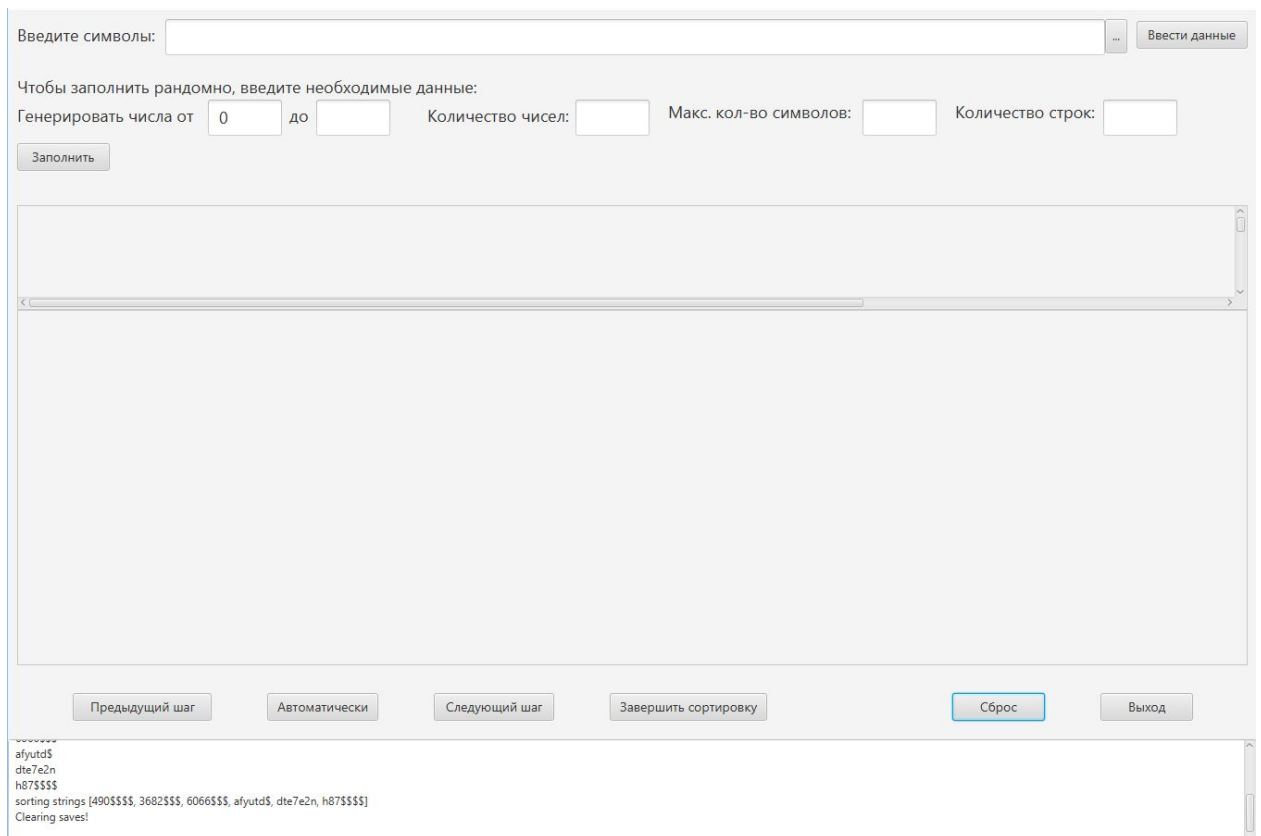 Введите символы: ... Ввести данные
Чтобы заполнить рандомно, введите необходимые данные:
Генерировать числа от 0 до Количество чисел: Макс. кол-во символов: Количество строк:
Заполнить
Предыдущий шаг Автоматически Следующий шаг Завершить сортировку Сброс Выход
afyutd$
dte7e2n
h87$$$$
sorting strings [490$$$$, 3682$$$, 6066$$$, afyutd$, dte7e2n, h87$$$$]
Clearing saves!